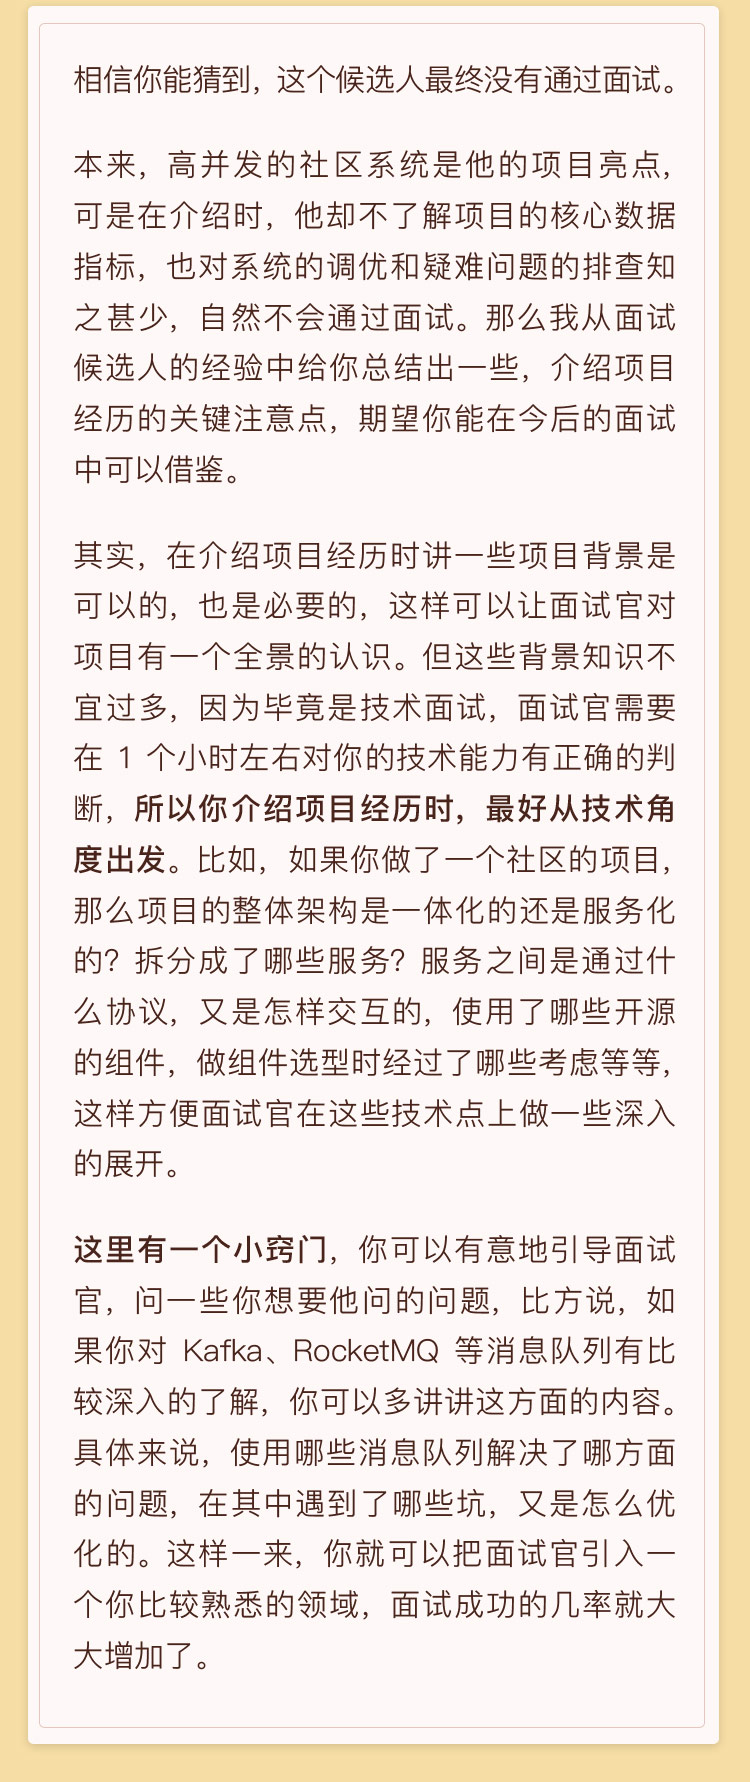 相信你能猜到，这个候选人最终没有通过面试。
本来，高并发的社区系统是他的项目亮点，
可是在介绍时，他却不了解项目的核心数据
指标，也对系统的调优和疑难问题的排查知
之甚少，自然不会通过面试。那么我从面试
候选人的经验中给你总结出一些，介绍项目
经历的关键注意点，期望你能在今后的面试
中可以借鉴。
其实，在介绍项目经历时讲一些项目背景是
可以的，也是必要的，这样可以让面试官对
项目有一个全景的认识。但这些背景知识不
宜过多，因为毕竟是技术面试，面试官需要
在 1 个小时左右对你的技术能力有正确的判
断，所以你介绍项目经历时，最好从技术角
度出发。比如，如果你做了一个社区的项目，
那么项目的整体架构是一体化的还是服务化
的？拆分成了哪些服务？服务之间是通过什
么协议，又是怎样交互的，使用了哪些开源
的组件，做组件选型时经过了哪些考虑等等，
这样方便面试官在这些技术点上做一些深入
的展开。
这里有一个小窍门，你可以有意地引导面试
官，问一些你想要他问的问题，比方说，如
果你对 Kafka、RocketMQ 等消息队列有比
较深入的了解，你可以多讲讲这方面的内容。
具体来说，使用哪些消息队列解决了哪方面
的问题，在其中遇到了哪些坑，又是怎么优
化的。这样一来，你就可以把面试官引入一
个你比较熟悉的领域，面试成功的几率就大
大增加了。